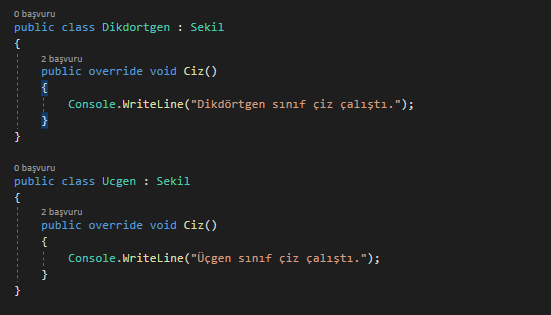 0 başvuru
public class Dikdortgen : Sekil
{
2 başvuru
public override void Ciz()
{
Console.WriteLine("Dikdörtgen sınıf çiz çalıştı.");
}
}
0 başvuru
public class Ucgen : Sekil
{
2 başvuru
public override void Ciz()
{
Console.WriteLine("Üçgen sınıf çiz çalıştı.");
}
}